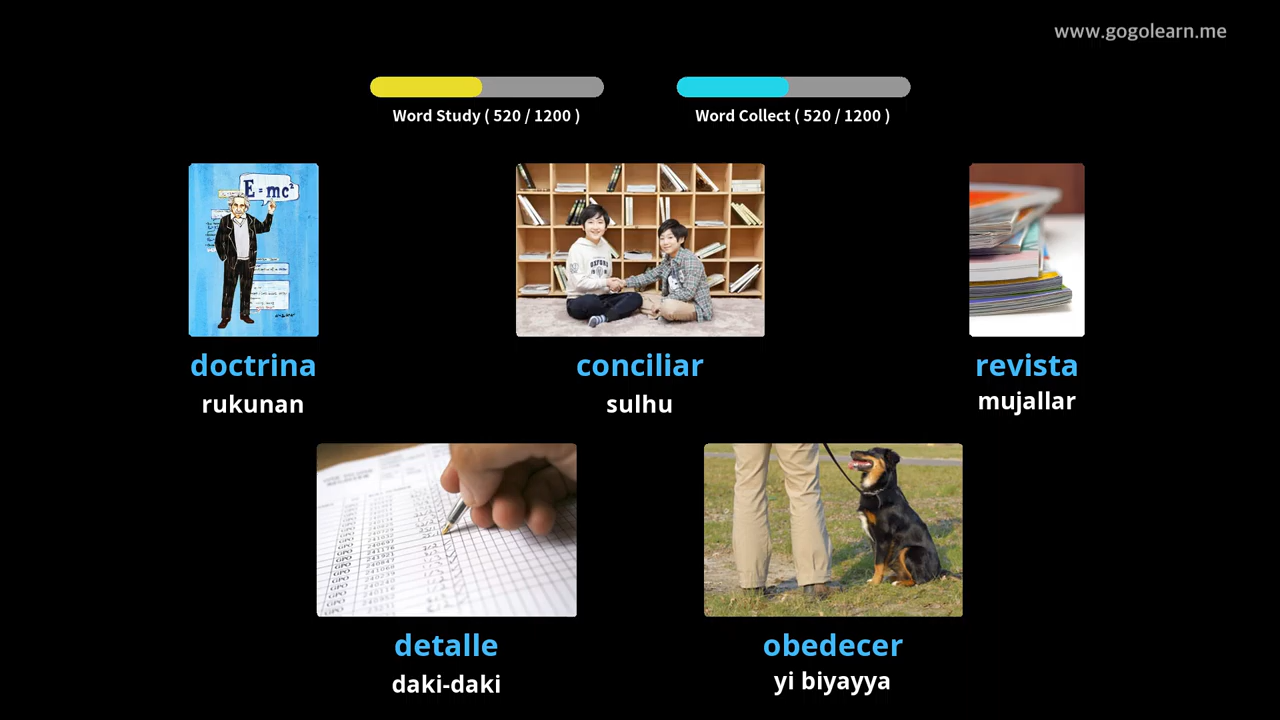 www.gogolearn.me
Word Study ( 520 / 1200 )
Word Collect ( 520 / 1200 )
E = mc²
doctrina
rukunan
conciliar
sulhu
revista
mujallar
OXFORD
detalle
daki-daki
obedecer
yi biyayya